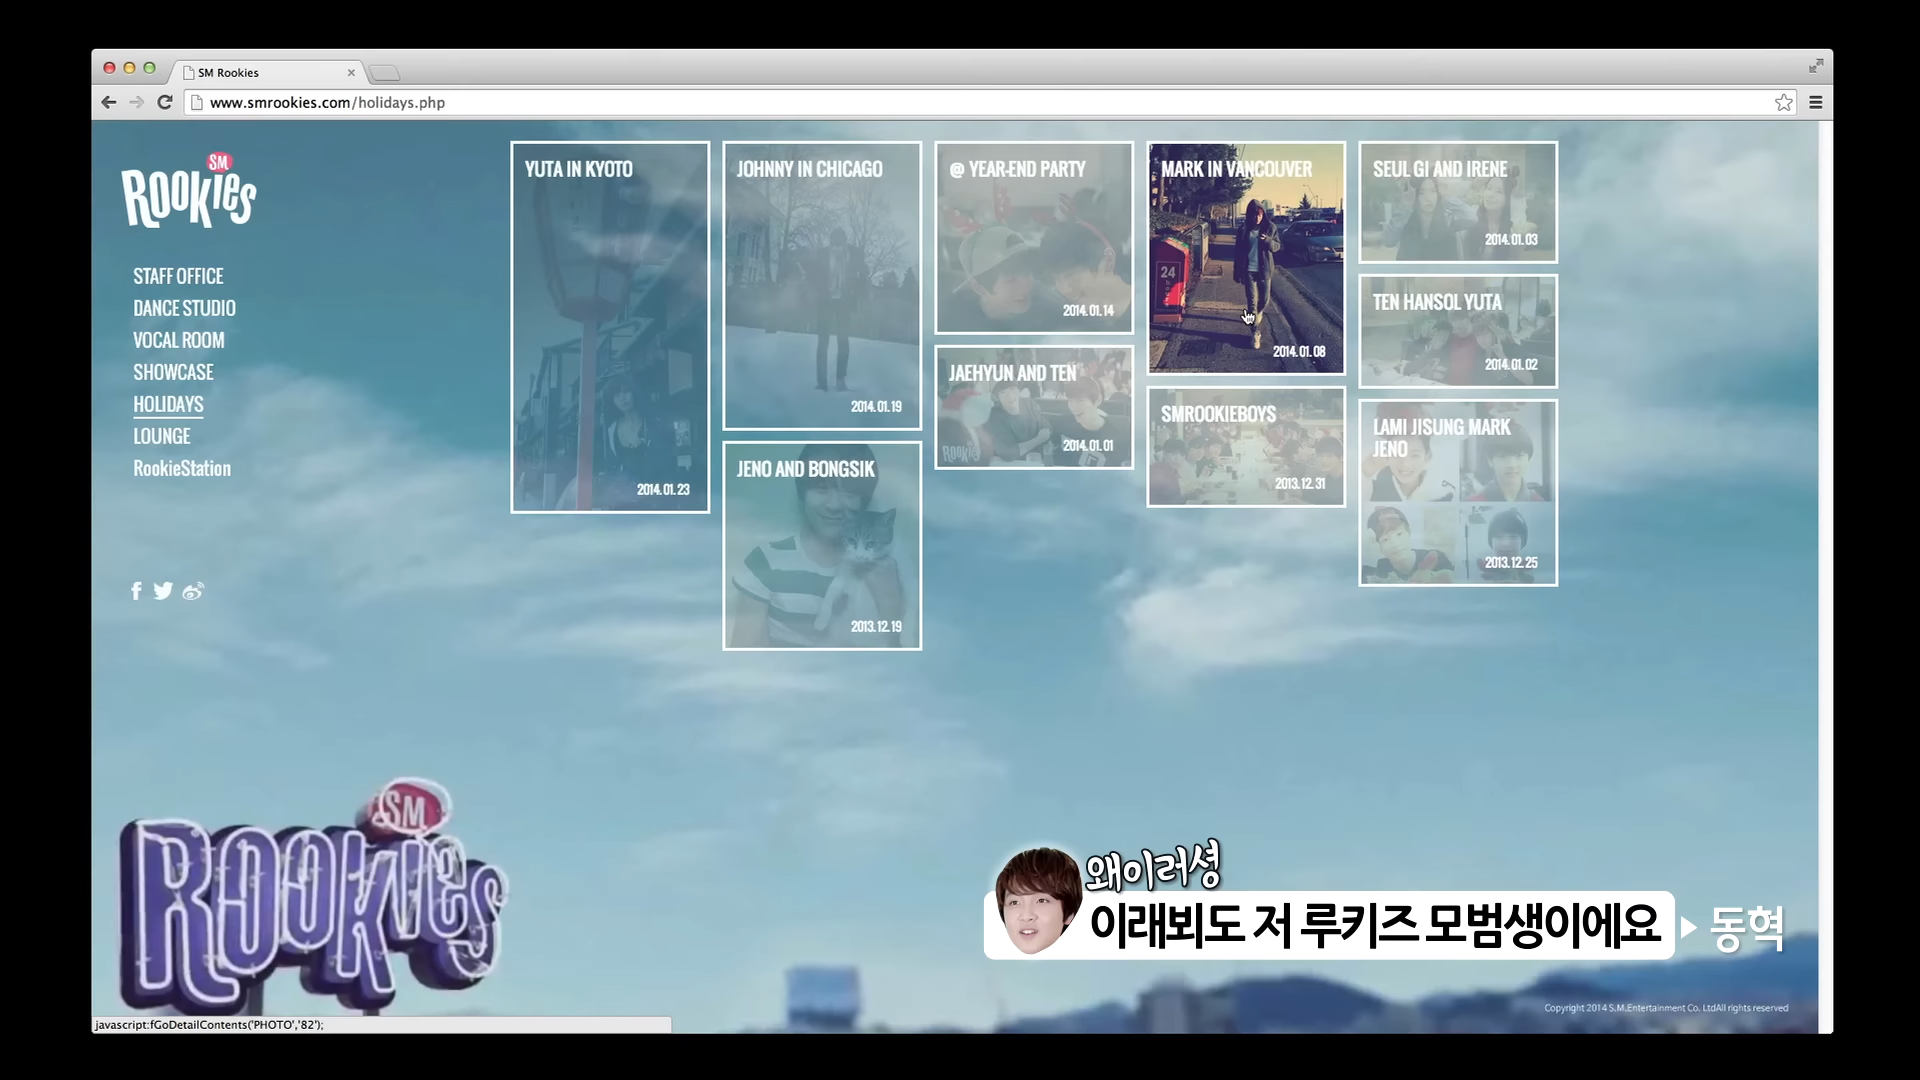 SM Rookies
www.smrookies.com/holidays.php
SM
ROOKIES
STAFF OFFICE
DANCE STUDIO
VOCAL ROOM
SHOWCASE
HOLIDAYS
LOUNGE
RookieStation
YUTA IN KYOTO
2014.01.23
JOHNNY IN CHICAGO
2014.01.19
JENO AND BONGSIK
2013.12.19
@ YEAR-END PARTY
2014.01.14
JAEHYUN AND TEN
ROOKIE
2014.01.01
MARK IN VANCOUVER
24
2014.01.08
SMROOKIEBOYS
2013.12.31
SEUL GI AND IRENE
2014.01.03
TEN HANSOL YUTA
2014.01.02
LAMI JISUNG MARK
JENO
2013.12.25
SM
ROOKIES
왜이러셩
이래뵈도 저 루키즈 모범생이에요
동혁
Copyright 2014 S.M.Entertainment Co. LtdAll rights reserved
javascript:fGoDetailContents('PHOTO','82');